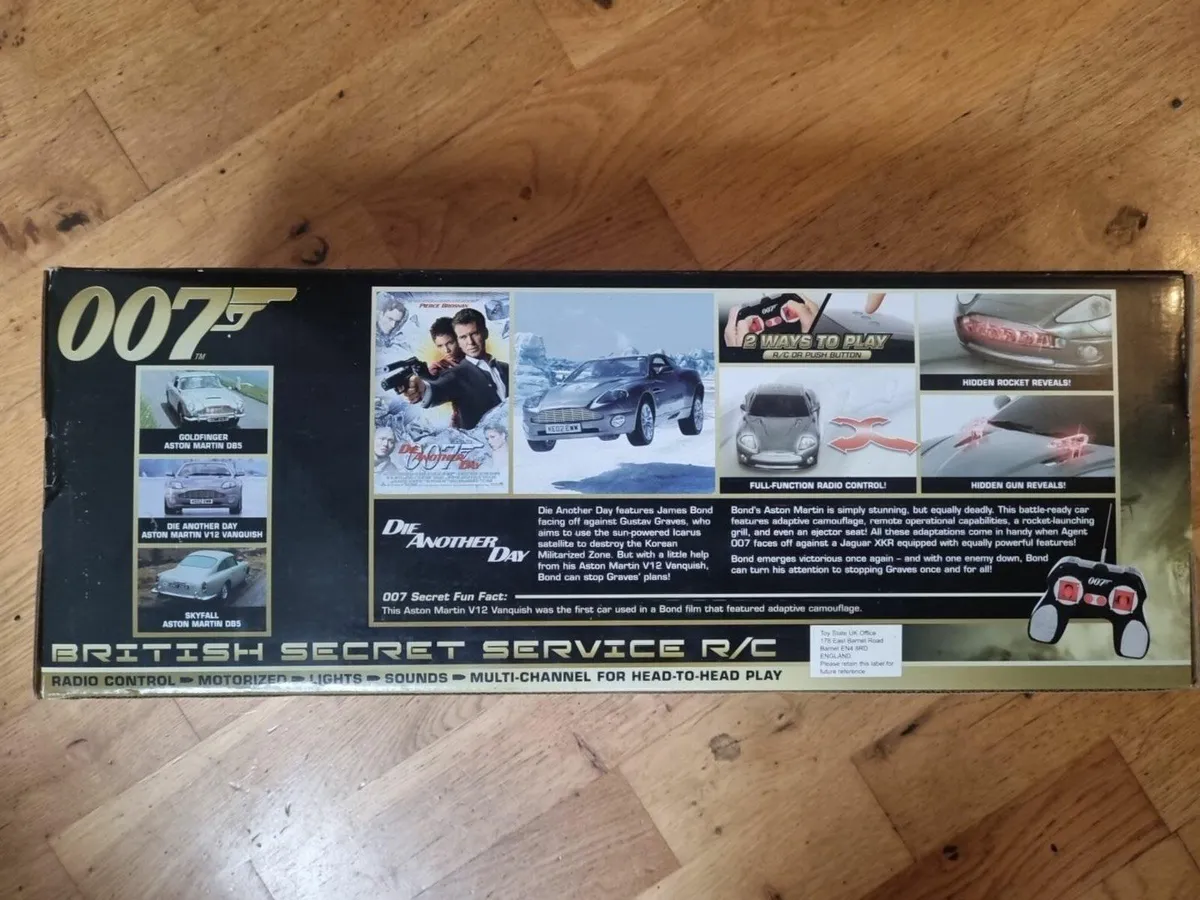 007
TM
GOLDFINGER
ASTON MARTIN DB5
DIE ANOTHER DAY
ASTON MARTIN V12 VANQUISH
SKYFALL
ASTON MARTIN DB5
PIERCE BROSNAN
DIE ANOTHER DAY
007
KE02 EWW
007
2 WAYS TO PLAY
R/C OR PUSH BUTTON
FULL-FUNCTION RADIO CONTROL!
HIDDEN ROCKET REVEALS!
HIDDEN GUN REVEALS!
DIE ANOTHER DAY
Die Another Day features James Bond
facing off against Gustav Graves, who
aims to use the sun-powered Icarus
satellite to destroy the Korean
Militarized Zone. But with a little help
from his Aston Martin V12 Vanquish,
Bond can stop Graves' plans!
Bond's Aston Martin is simply stunning, but equally deadly. This battle-ready car
features adaptive camouflage, remote operational capabilities, a rocket-launching
grill, and even an ejector seat! All these adaptations come in handy when Agent
007 faces off against a Jaguar XKR equipped with equally powerful features!
Bond emerges victorious once again – and with one enemy down, Bond
can turn his attention to stopping Graves once and for all!
007 Secret Fun Fact:
This Aston Martin V12 Vanquish was the first car used in a Bond film that featured adaptive camouflage.
007
BRITISH SECRET SERVICE R/C
RADIO CONTROL MOTORIZED LIGHTS SOUNDS MULTI-CHANNEL FOR HEAD-TO-HEAD PLAY
Toy State UK Office
178 East Barnet Road
Barnet EN4 8RD
ENGLAND
Please retain this label for
future reference